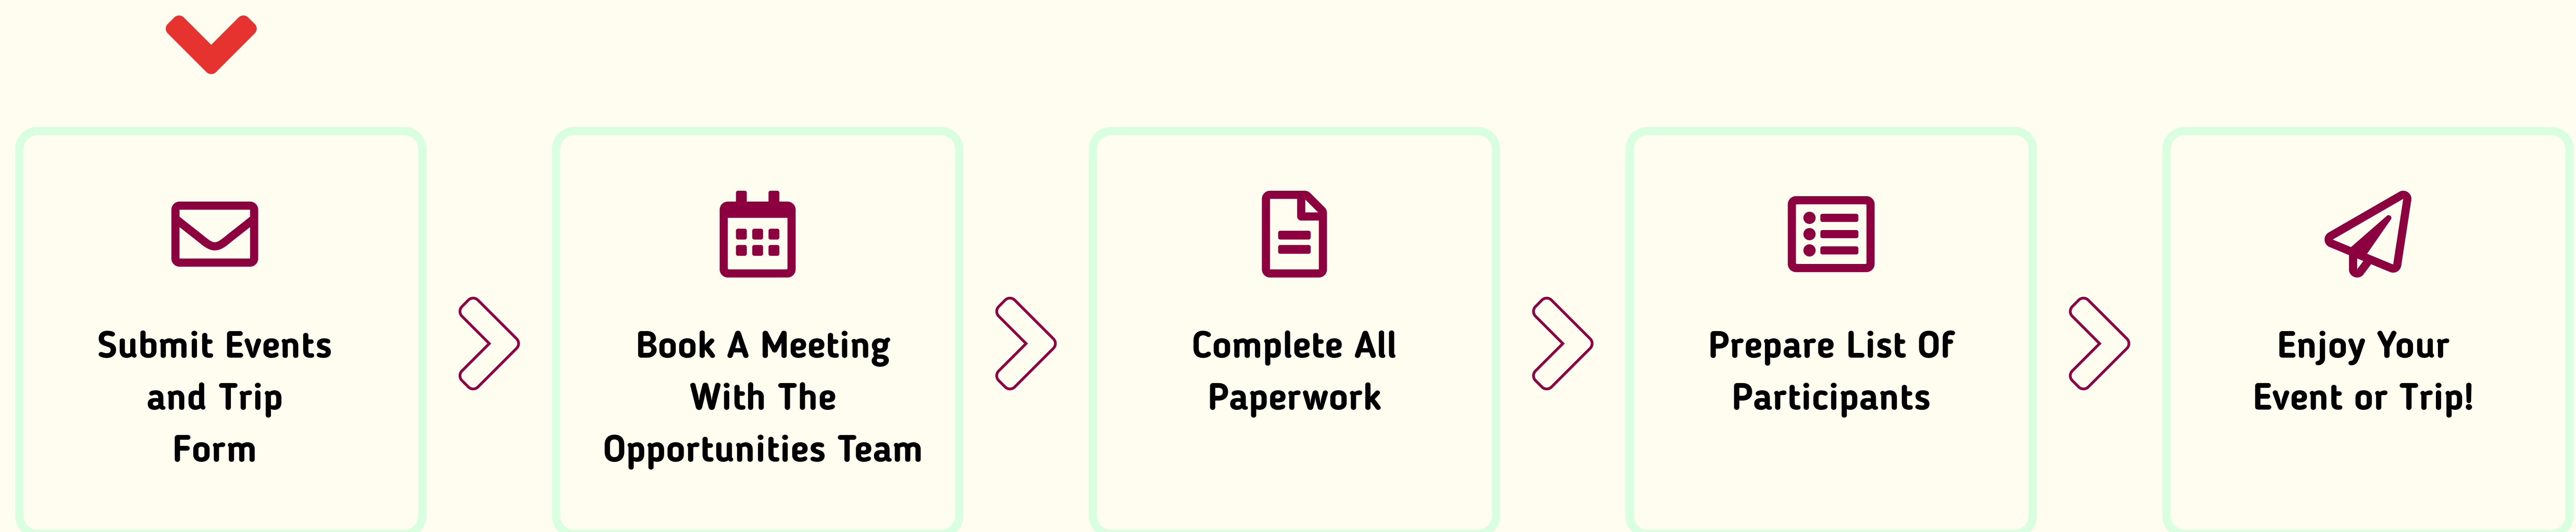 Submit Events
and Trip
Form
Book A Meeting
With The
Opportunities Team
Complete All
Paperwork
Prepare List Of
Participants
Enjoy Your
Event or Trip!